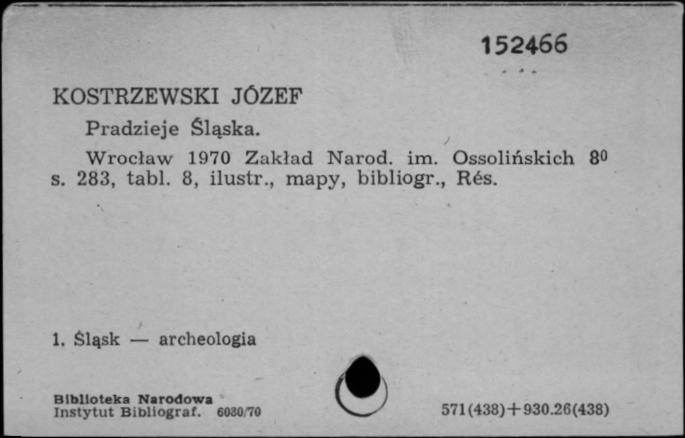 152466
KOSTRZEWSKI JÓZEF
Pradzieje Śląska.
Wrocław 1970 Zakład Narod. im. Ossolińskich 8⁰
s. 283, tabl. 8, ilustr., mapy, bibliogr., Rés.
1. Śląsk — archeologia
Biblioteka Narodowa
Instytut Bibliograf. 6080/70
571(438)+930.26(438)